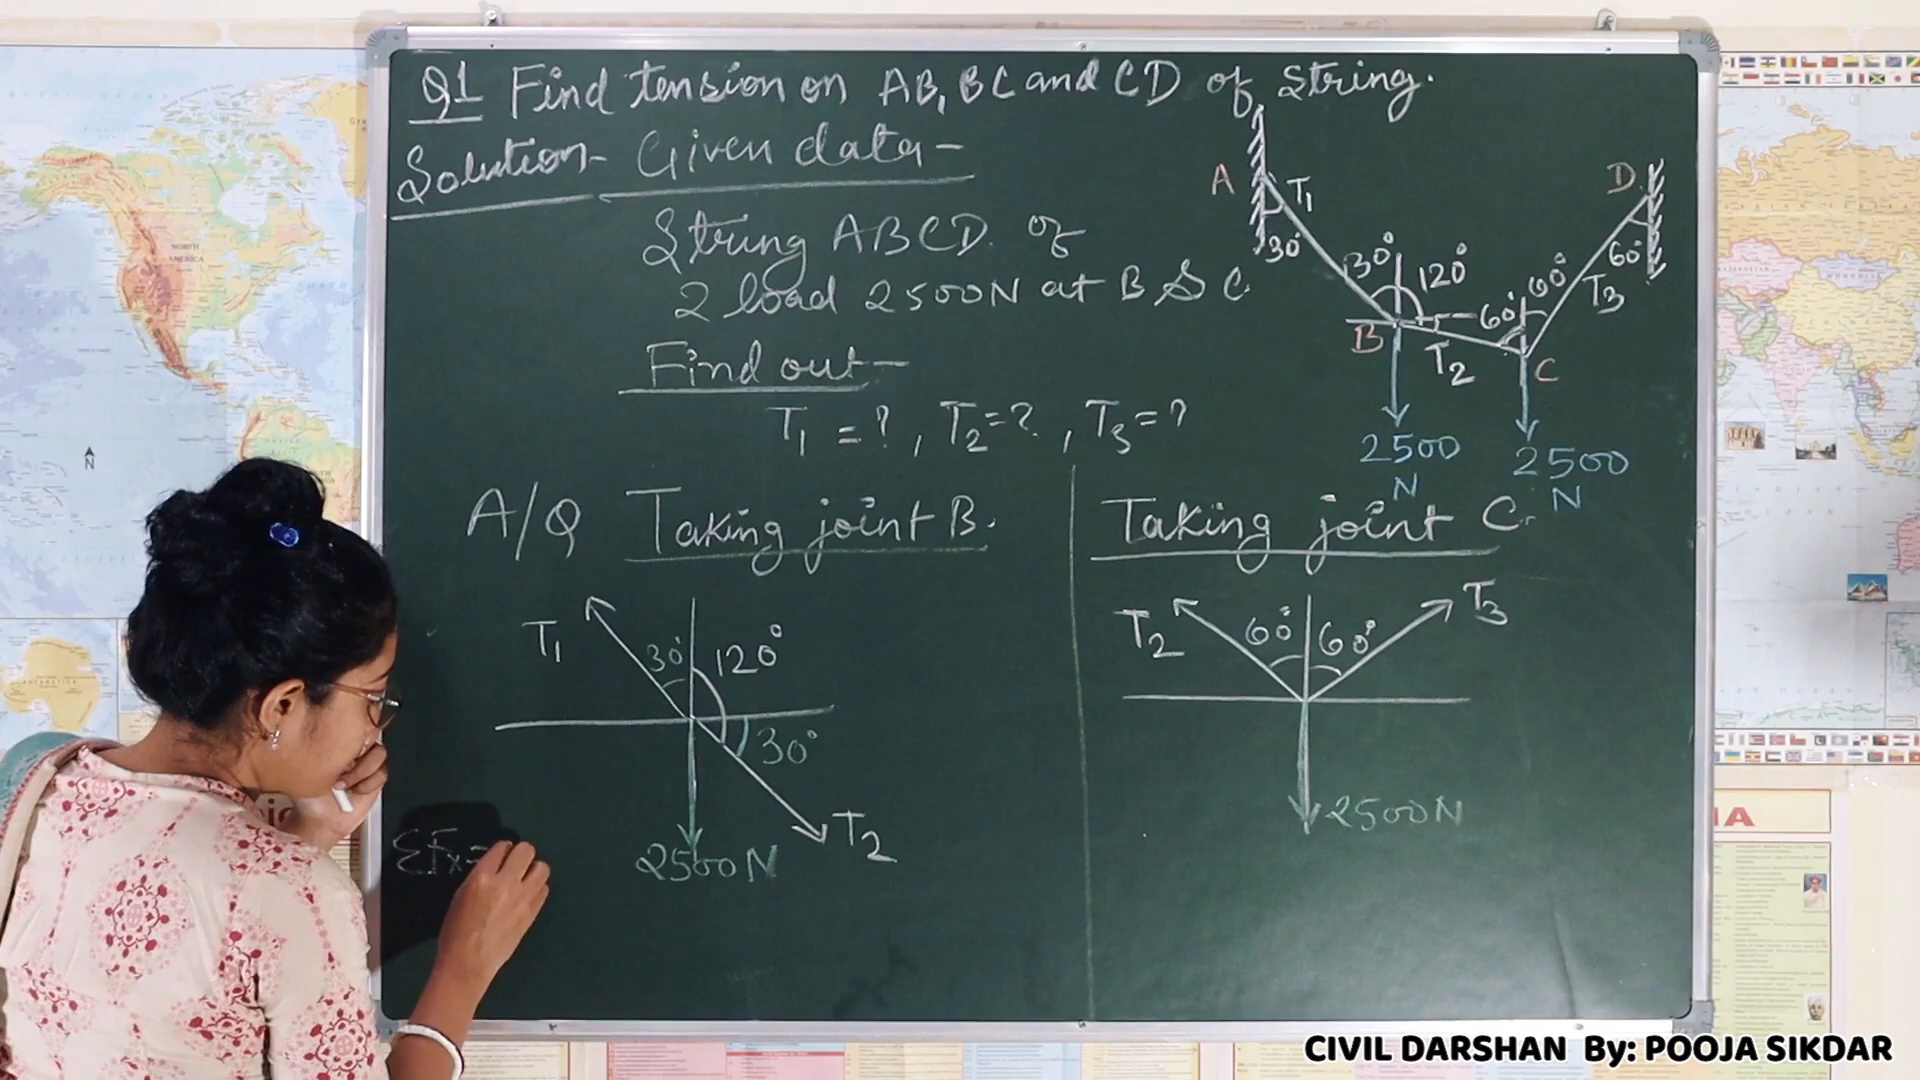 Q1 Find tension on AB, BC and CD of string.
Solution- Given data-
String ABCD of
2 load 2500N at B & C
Find out-
T1 = ?, T2 = ?, T3 = ?
A
T1
30°
30°
120°
B
T2
60°
60°
C
T3
60°
D
2500
N
2500
N
A/Q Taking joint B.
T1
30°
120°
30°
T2
2500N
ΣFx=
Taking joint C.
T2
60°
60°
T3
2500N
NORTH
AMERICA
N
CIVIL DARSHAN By: POOJA SIKDAR